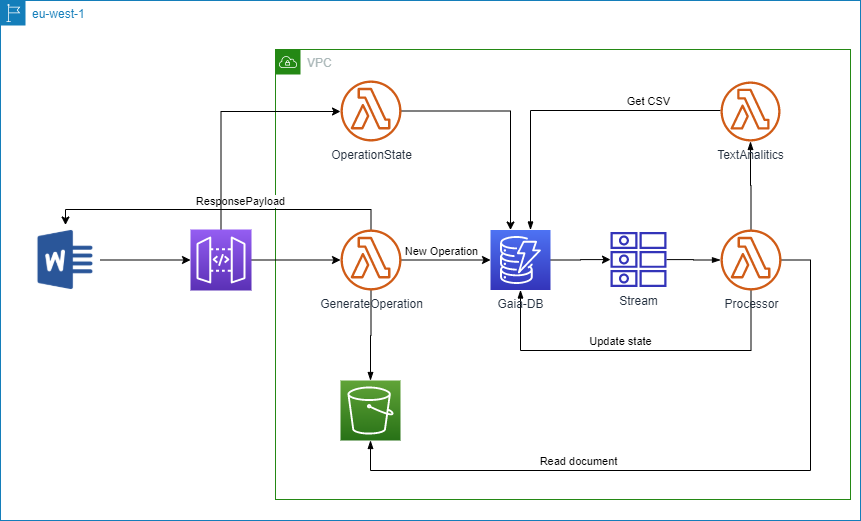 eu-west-1
VPC
Get CSV
OperationState
TextAnalitics
ResponsePayload
W
New Operation
GenerateOperation
Gaia-DB
Stream
Processor
Update state
Read document